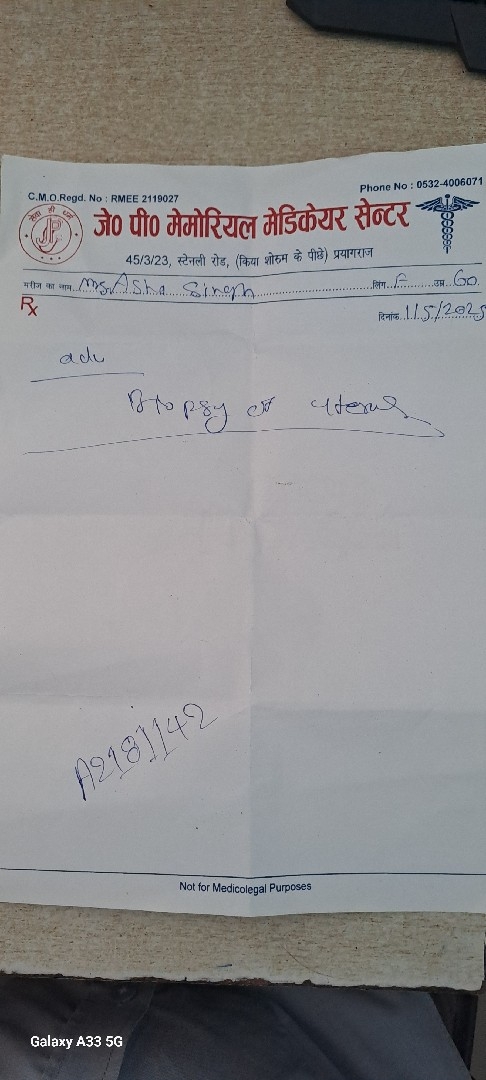 C.M.O.Regd. No : RMEE 2119027
Phone No : 0532-4006071
सेवा ही धर्म
JP
जे० पी० मेमोरियल मेडिकेयर सेन्टर
45/3/23, स्टेनली रोड, (किया शोरुम के पीछे) प्रयागराज
मरीज का नाम Ms. Asha Singh लिंग F उम्र 60
Rx
दिनांक 1/5/2025
adv
Biopsy of uterus
A2181142
Not for Medicolegal Purposes
Galaxy A33 5G